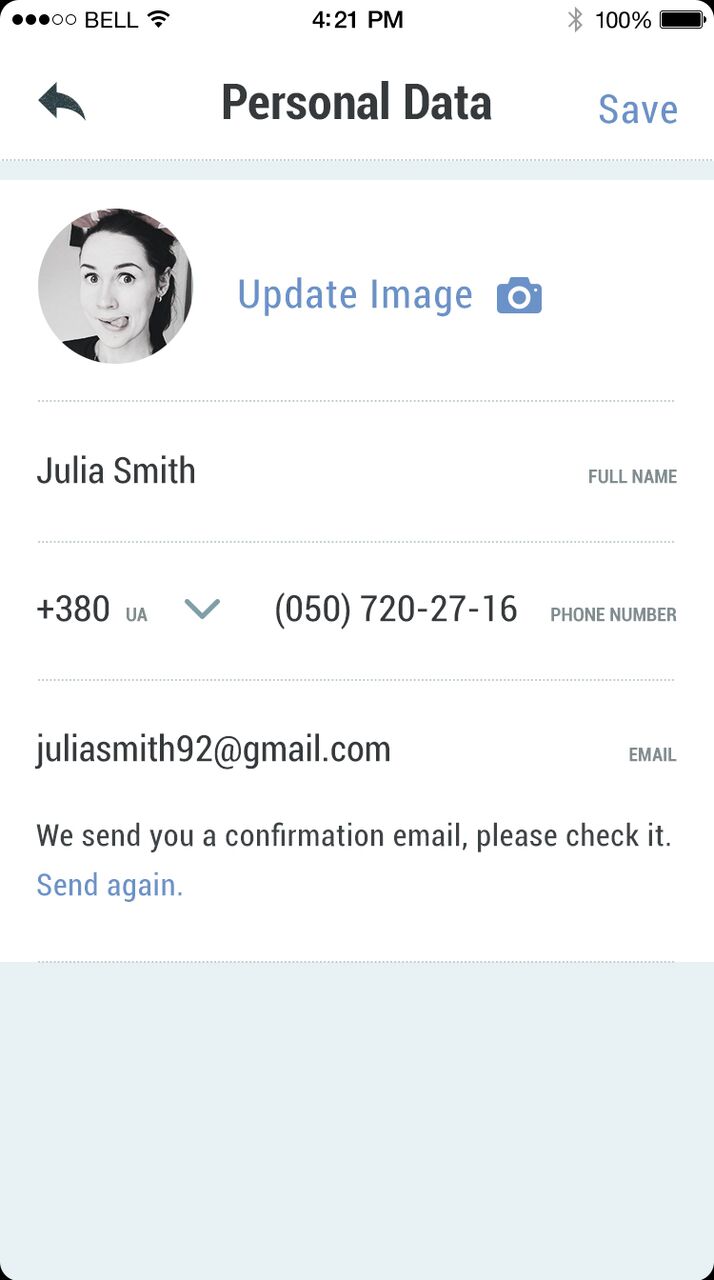 BELL 4:21 PM 100%
Personal Data Save
Update Image
Julia Smith FULL NAME
+380 UA (050) 720-27-16 PHONE NUMBER
juliasmith92@gmail.com EMAIL
We send you a confirmation email, please check it.
Send again.